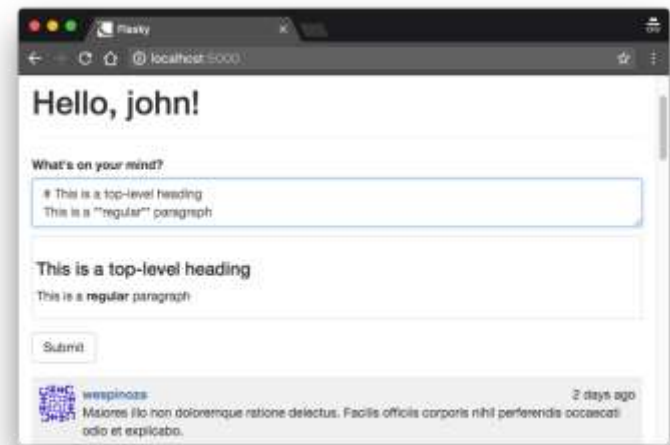 Flasky
localhost:5000
Hello, john!
What's on your mind?
# This is a top-level heading
This is a **regular** paragraph
This is a top-level heading
This is a regular paragraph
Submit
wespinoza 2 days ago
Maiores illo non doloremque ratione delectus. Facilis officiis corporis nihil perferendis occaecati
odio et explicabo.